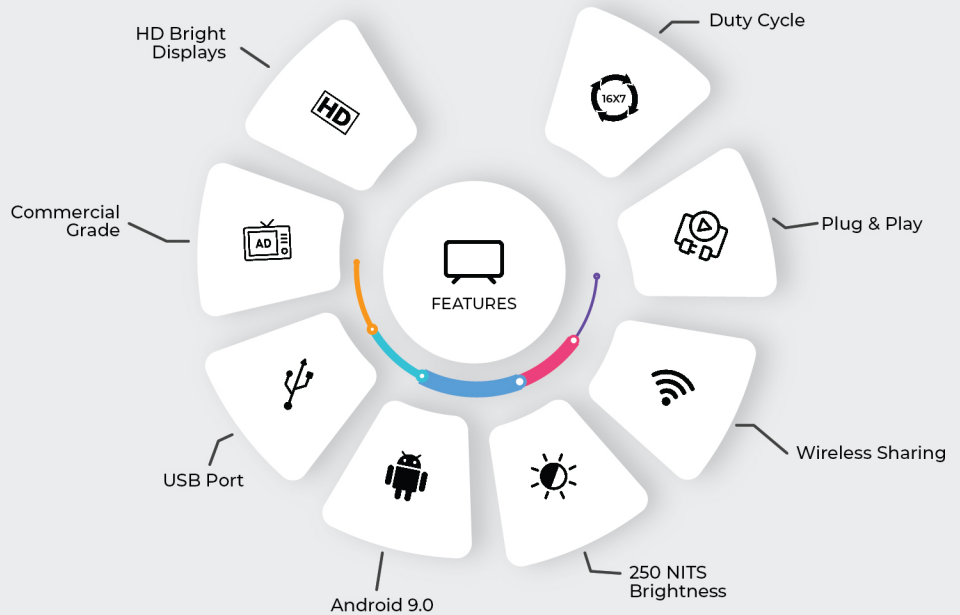 HD Bright
Displays
HD
Commercial
Grade
AD
USB Port
Android 9.0
250 NITS
Brightness
Wireless Sharing
Plug & Play
Duty Cycle
16X7
FEATURES